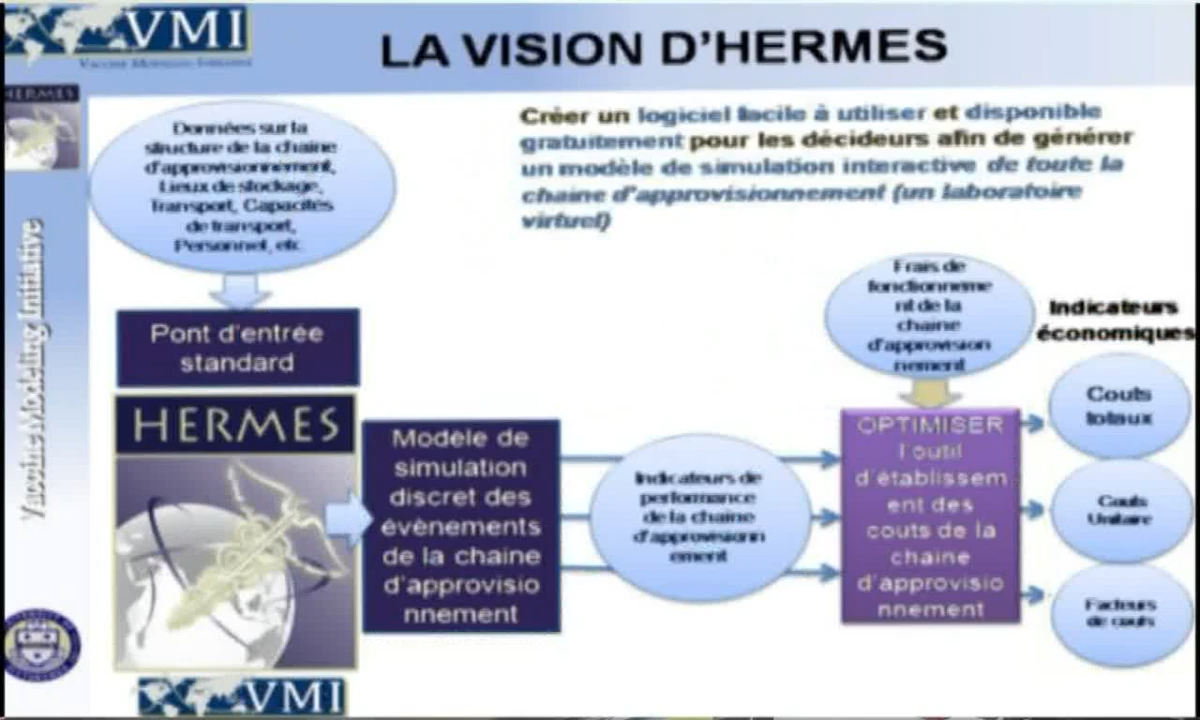 VMI
VACCINE MODELING INITIATIVE
LA VISION D'HERMES
HERMES
Créer un logiciel facile à utiliser et disponible
gratuitement pour les décideurs afin de générer
un modèle de simulation interactive de toute la
chaine d'approvisionnement (un laboratoire
virtuel)
Données sur la
structure de la chaine
d'approvisionnement,
Lieux de stockage,
Transport, Capacités
de transport,
Personnel, etc
Vaccine Modeling Initiative
Pont d'entrée
standard
HERMES
Modèle de
simulation
discret des
évènements
de la chaine
d'approvisio
nnement
Indicateurs de
performance
de la chaine
d'approvisionn
ement
Frais de
fonctionneme
nt de la
chaine
d'approvision
nement
OPTIMISER
l'outil
d'établissem
ent des
couts de la
chaine
d'approvisio
nnement
Indicateurs
économiques
Couts
totaux
Couts
Unitaire
Facteurs
de couts
VMI